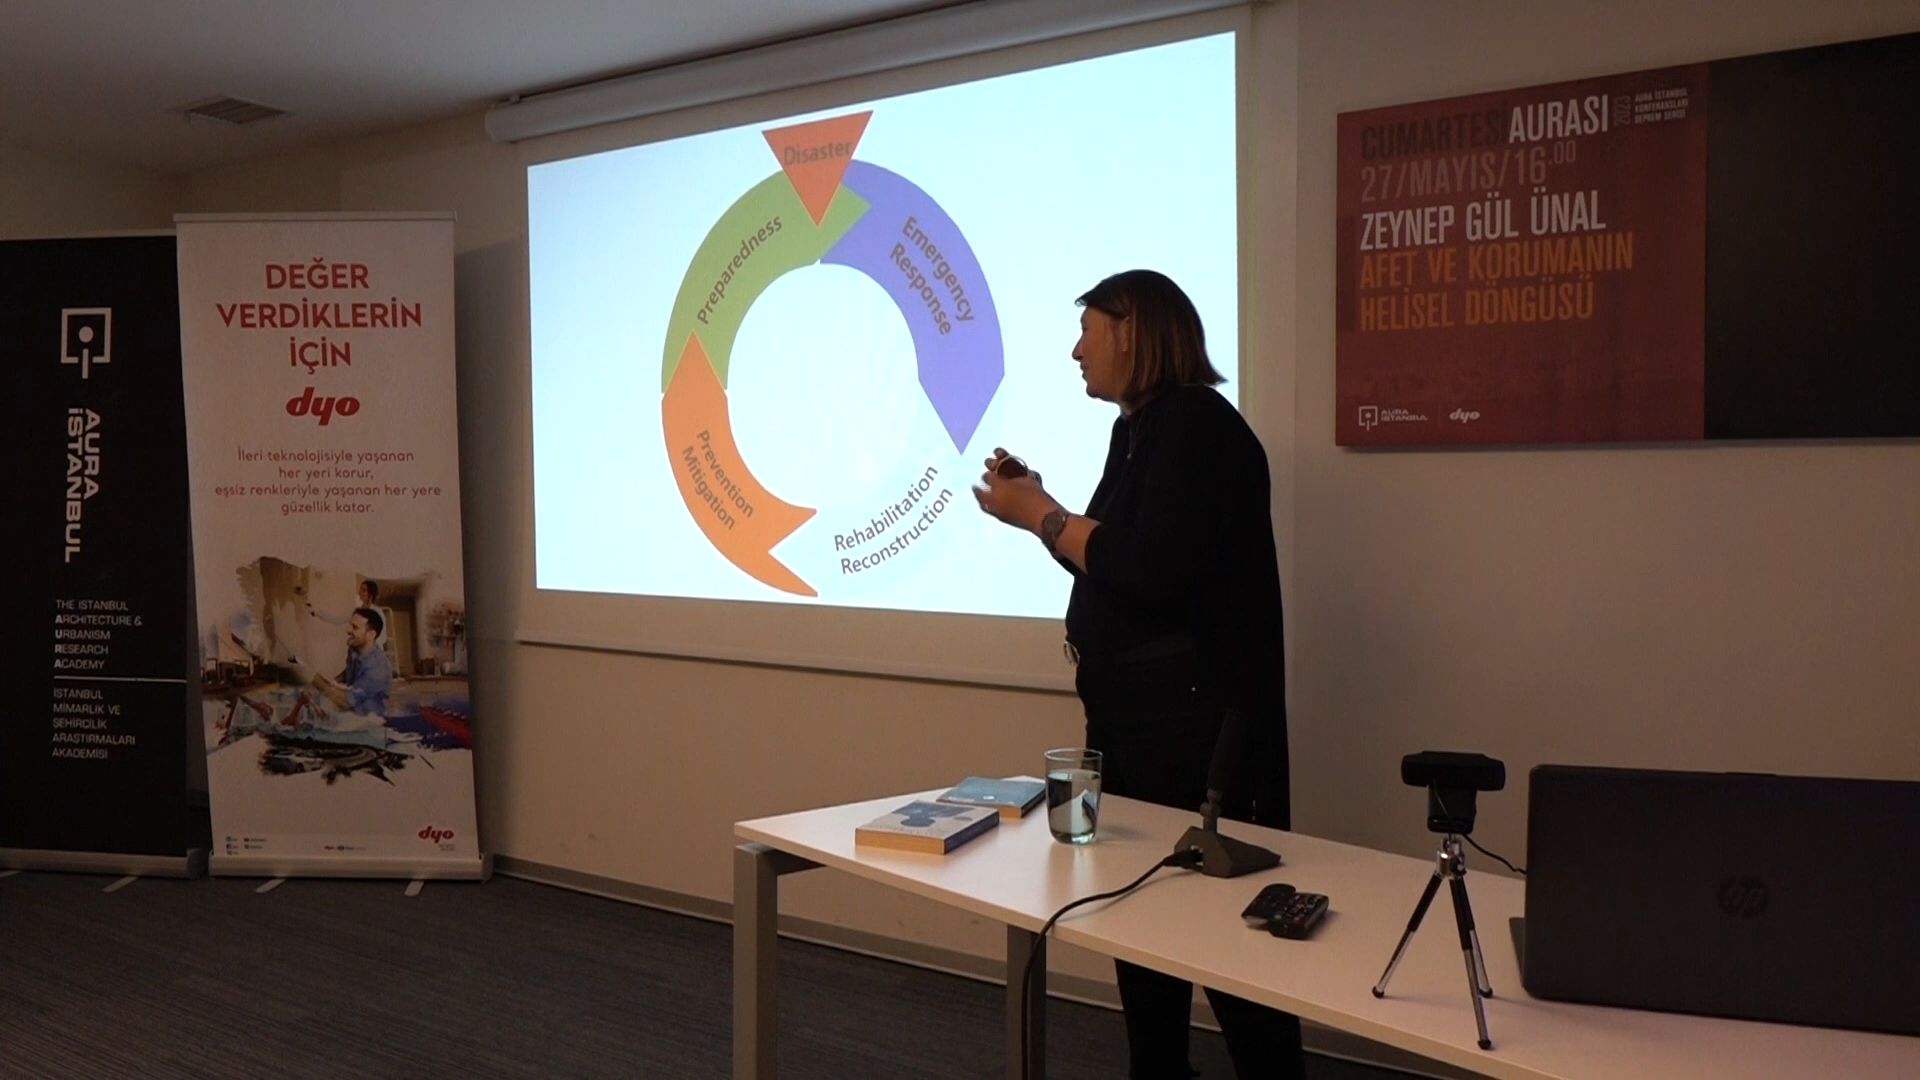 AURA
İSTANBUL
THE ISTANBUL
ARCHITECTURE &
URBANISM
RESEARCH
ACADEMY
İSTANBUL
MİMARLIK VE
ŞEHİRCİLİK
ARAŞTIRMALARI
AKADEMİSİ
DEĞER
VERDİKLERİN
İÇİN
dyo
İleri teknolojisiyle yaşanan
her yeri korur,
eşsiz renkleriyle yaşanan her yere
güzellik katar.
dyo
Disaster
Preparedness
Emergency
Response
Prevention
Mitigation
Rehabilitation
Reconstruction
CUMARTESİ AURASI 2023
AURA İSTANBUL
KONFERANSLARI
DEPREM SERİSİ
27/MAYIS/16.00
ZEYNEP GÜL ÜNAL
AFET VE KORUMANIN
HELİSEL DÖNGÜSÜ
AURA
İSTANBUL
dyo
hp